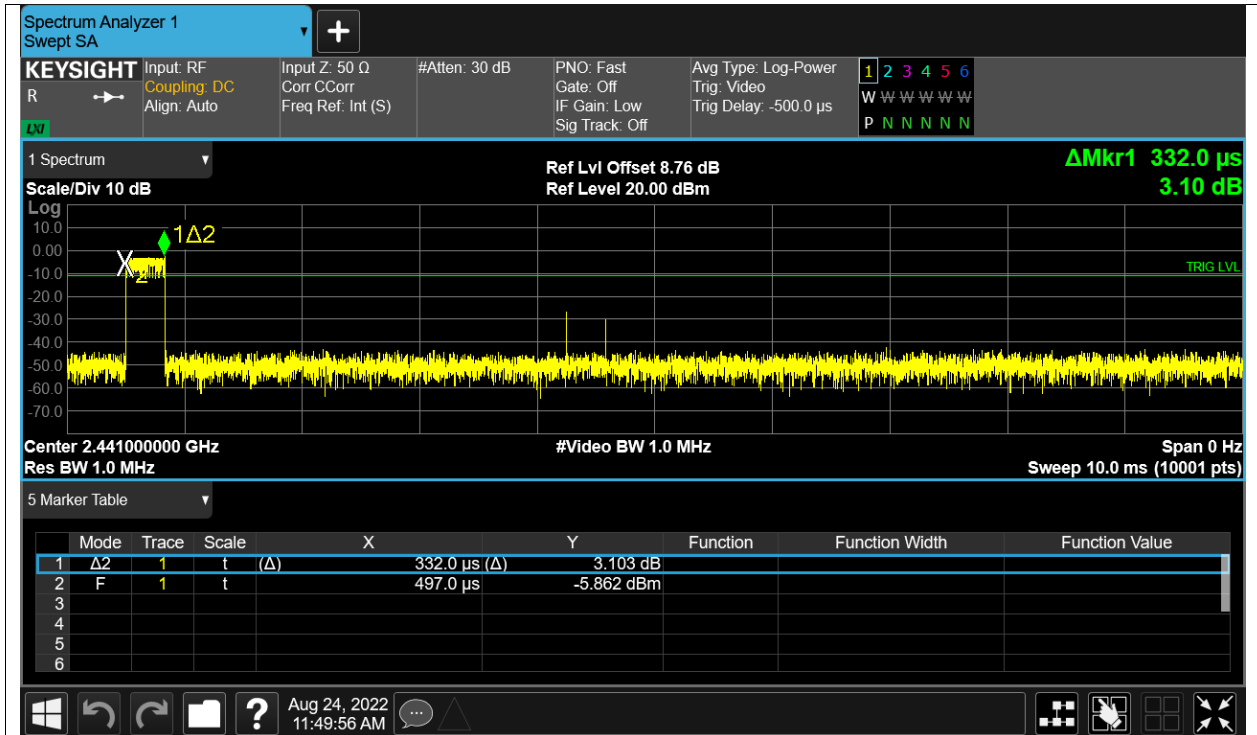 Spectrum Analyzer 1
Swept SA
+
KEYSIGHT Input: RF Input Z: 50 Ω #Atten: 30 dB PNO: Fast Avg Type: Log-Power 1 2 3 4 5 6
R Coupling: DC Corr CCorr Gate: Off Trig: Video W W W W W W
Align: Auto Freq Ref: Int (S) IF Gain: Low Trig Delay: -500.0 µs P N N N N N
LXI Sig Track: Off
1 Spectrum Ref Lvl Offset 8.76 dB ΔMkr1 332.0 µs
Scale/Div 10 dB Ref Level 20.00 dBm 3.10 dB
Log
10.0
1Δ2
0.00
X
2
TRIG LVL
-10.0
-20.0
-30.0
-40.0
-50.0
-60.0
-70.0
Center 2.441000000 GHz #Video BW 1.0 MHz Span 0 Hz
Res BW 1.0 MHz Sweep 10.0 ms (10001 pts)
5 Marker Table
Mode Trace Scale X Y Function Function Width Function Value
1 Δ2 1 t (Δ) 332.0 µs (Δ) 3.103 dB
2 F 1 t 497.0 µs -5.862 dBm
3
4
5
6
? Aug 24, 2022
11:49:56 AM